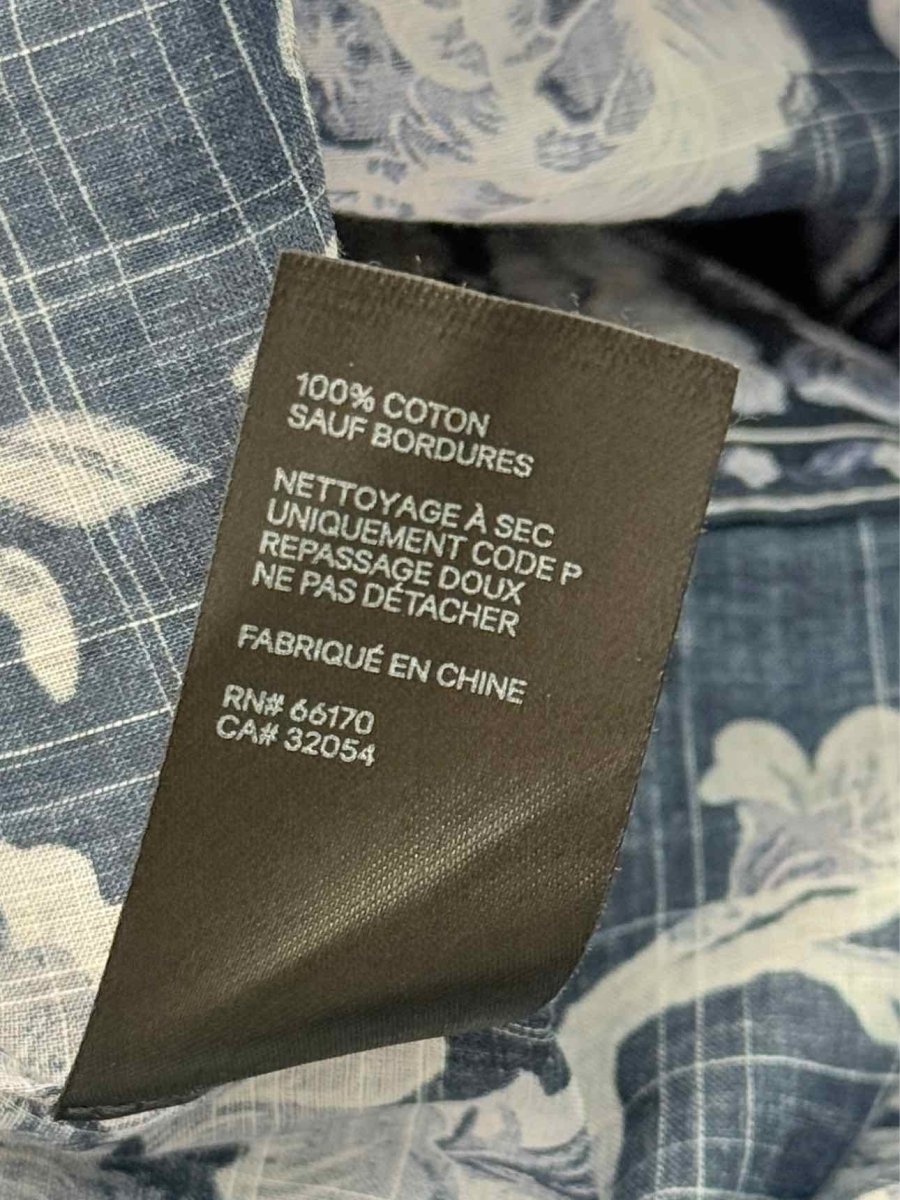 100% COTON
SAUF BORDURES
NETTOYAGE À SEC
UNIQUEMENT CODE P
REPASSAGE DOUX
NE PAS DÉTACHER
FABRIQUÉ EN CHINE
RN# 66170
CA# 32054